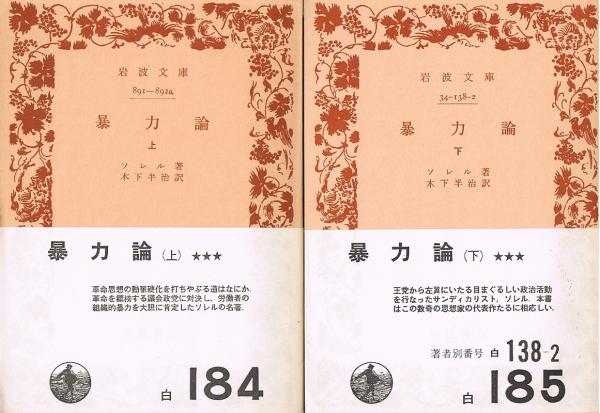 岩波文庫
891—892a
暴力論
上
ソレル著
木下半治訳
暴力論(上)★★★
革命思想の動脈硬化を打ちやぶる道はなにか.
革命を標榜する議会政党に対決し, 労働者の
組織的暴力を大胆に肯定したソレルの名著.
白 184
岩波文庫
34-138-2
暴力論
下
ソレル著
木下半治訳
暴力論(下)★★★
王党から左翼にいたる目まぐるしい政治活動
を行なったサンディカリスト, ソレル. 本書
はこの数奇の思想家の代表作たるに相応しい.
著者別番号 白 138-2
白 185